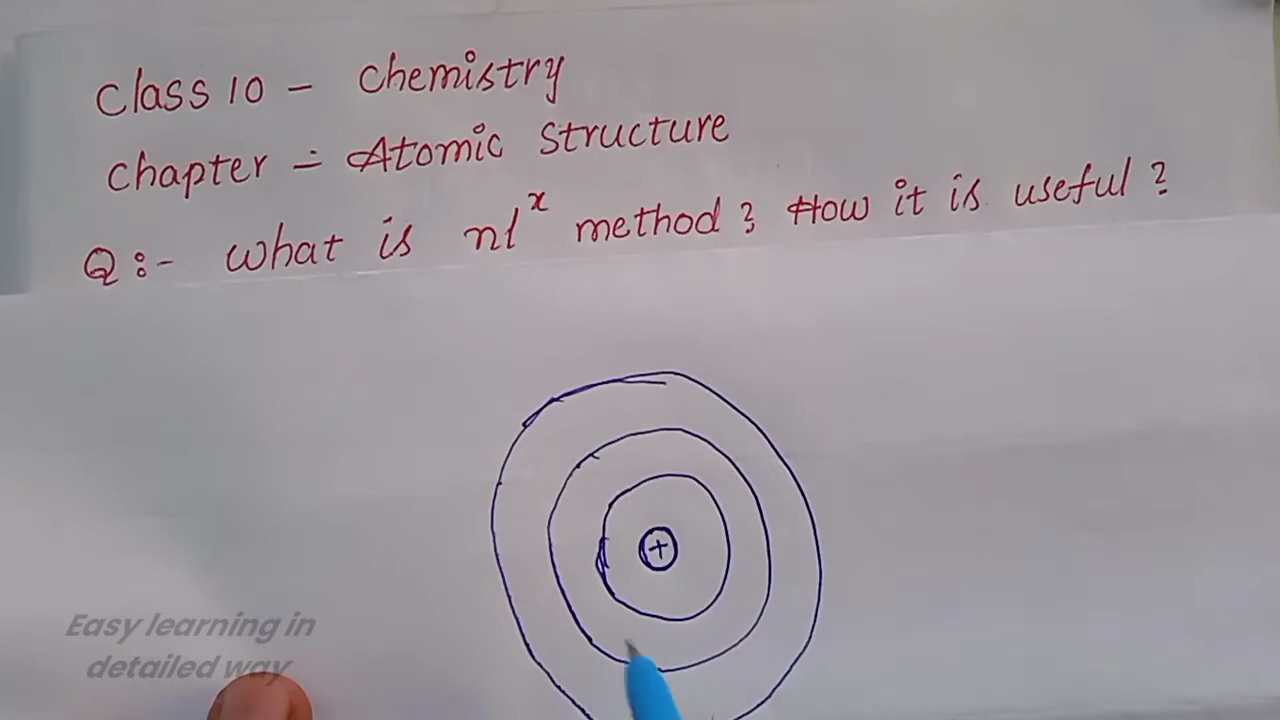 Class 10 - Chemistry
Chapter - Atomic Structure
Q:- What is nl^x method? How it is useful?
+
Easy learning in
detailed way